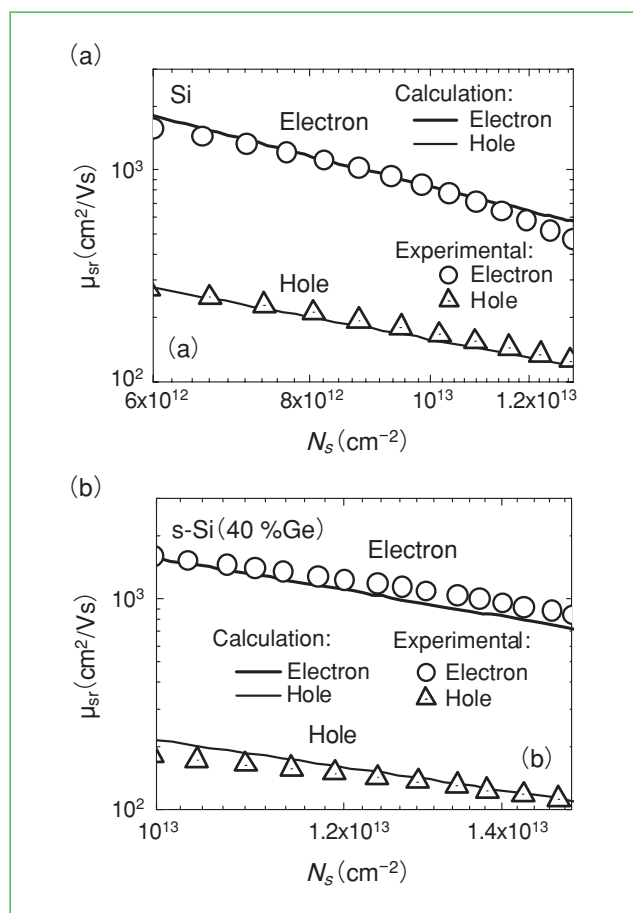 (a)
Si
Calculation:
Electron
Electron
Hole
10³
μsr(cm²/Vs)
Experimental:
Electron
Hole
Hole
(a)
10²
6x10¹²
8x10¹²
10¹³
1.2x10¹³
Ns(cm⁻²)
(b)
s-Si(40 %Ge)
Electron
10³
Calculation:
Experimental:
μsr(cm²/Vs)
Electron
Electron
Hole
Hole
Hole
(b)
10²
10¹³
1.2x10¹³
1.4x10¹³
Ns(cm⁻²)